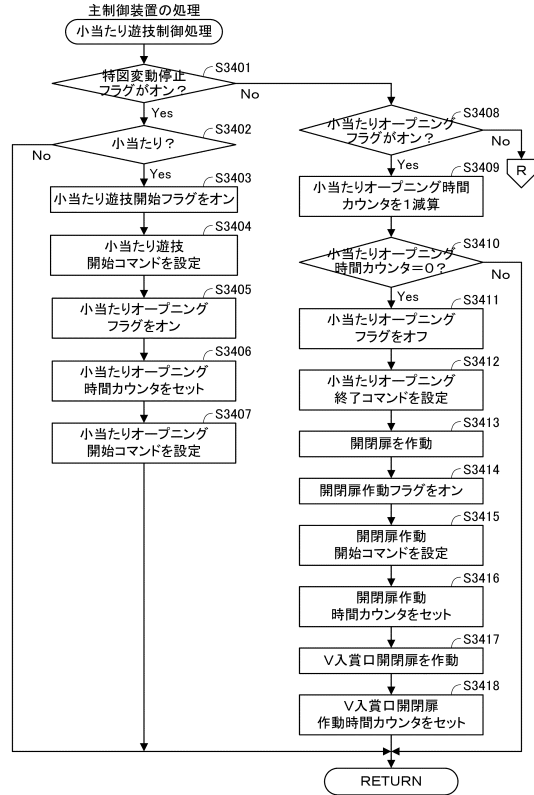 主制御装置の処理
小当たり遊技制御処理
S3401
特図変動停止
フラグがオン？
No
Yes
S3402
小当たり？
No
Yes
S3403
小当たり遊技開始フラグをオン
S3404
小当たり遊技
開始コマンドを設定
S3405
小当たりオープニング
フラグをオン
S3406
小当たりオープニング
時間カウンタをセット
S3407
小当たりオープニング
開始コマンドを設定
S3408
小当たりオープニング
フラグがオン？
No
R
Yes
S3409
小当たりオープニング時間
カウンタを１減算
S3410
小当たりオープニング
時間カウンタ＝０？
No
Yes
S3411
小当たりオープニング
フラグをオフ
S3412
小当たりオープニング
終了コマンドを設定
S3413
開閉扉を作動
S3414
開閉扉作動フラグをオン
S3415
開閉扉作動
開始コマンドを設定
S3416
開閉扉作動
時間カウンタをセット
S3417
Ｖ入賞口開閉扉を作動
S3418
Ｖ入賞口開閉扉
作動時間カウンタをセット
RETURN